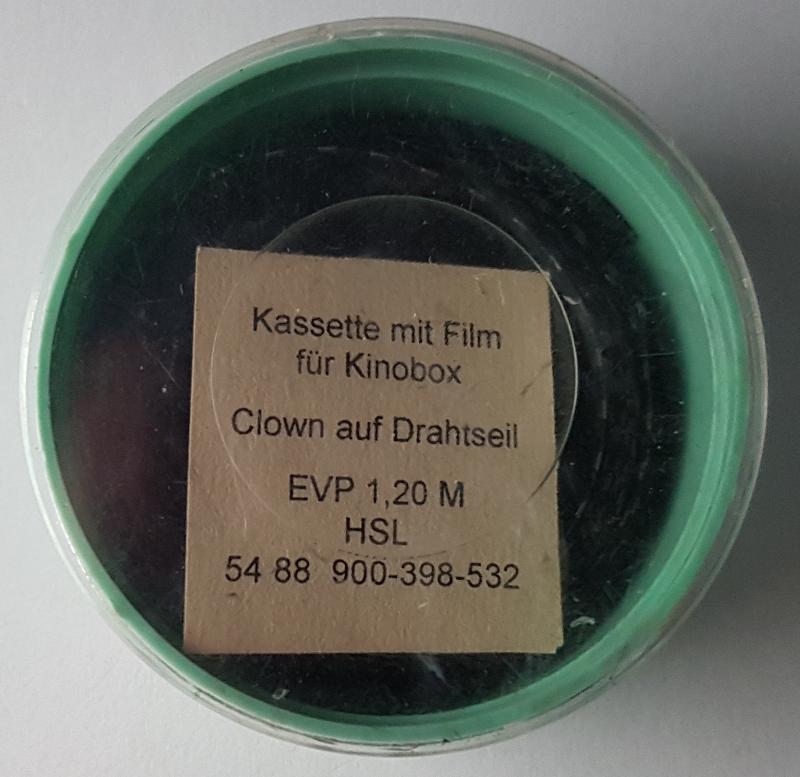 Kassette mit Film
für Kinobox
Clown auf Drahtseil
EVP 1,20 M
HSL
54 88 900-398-532